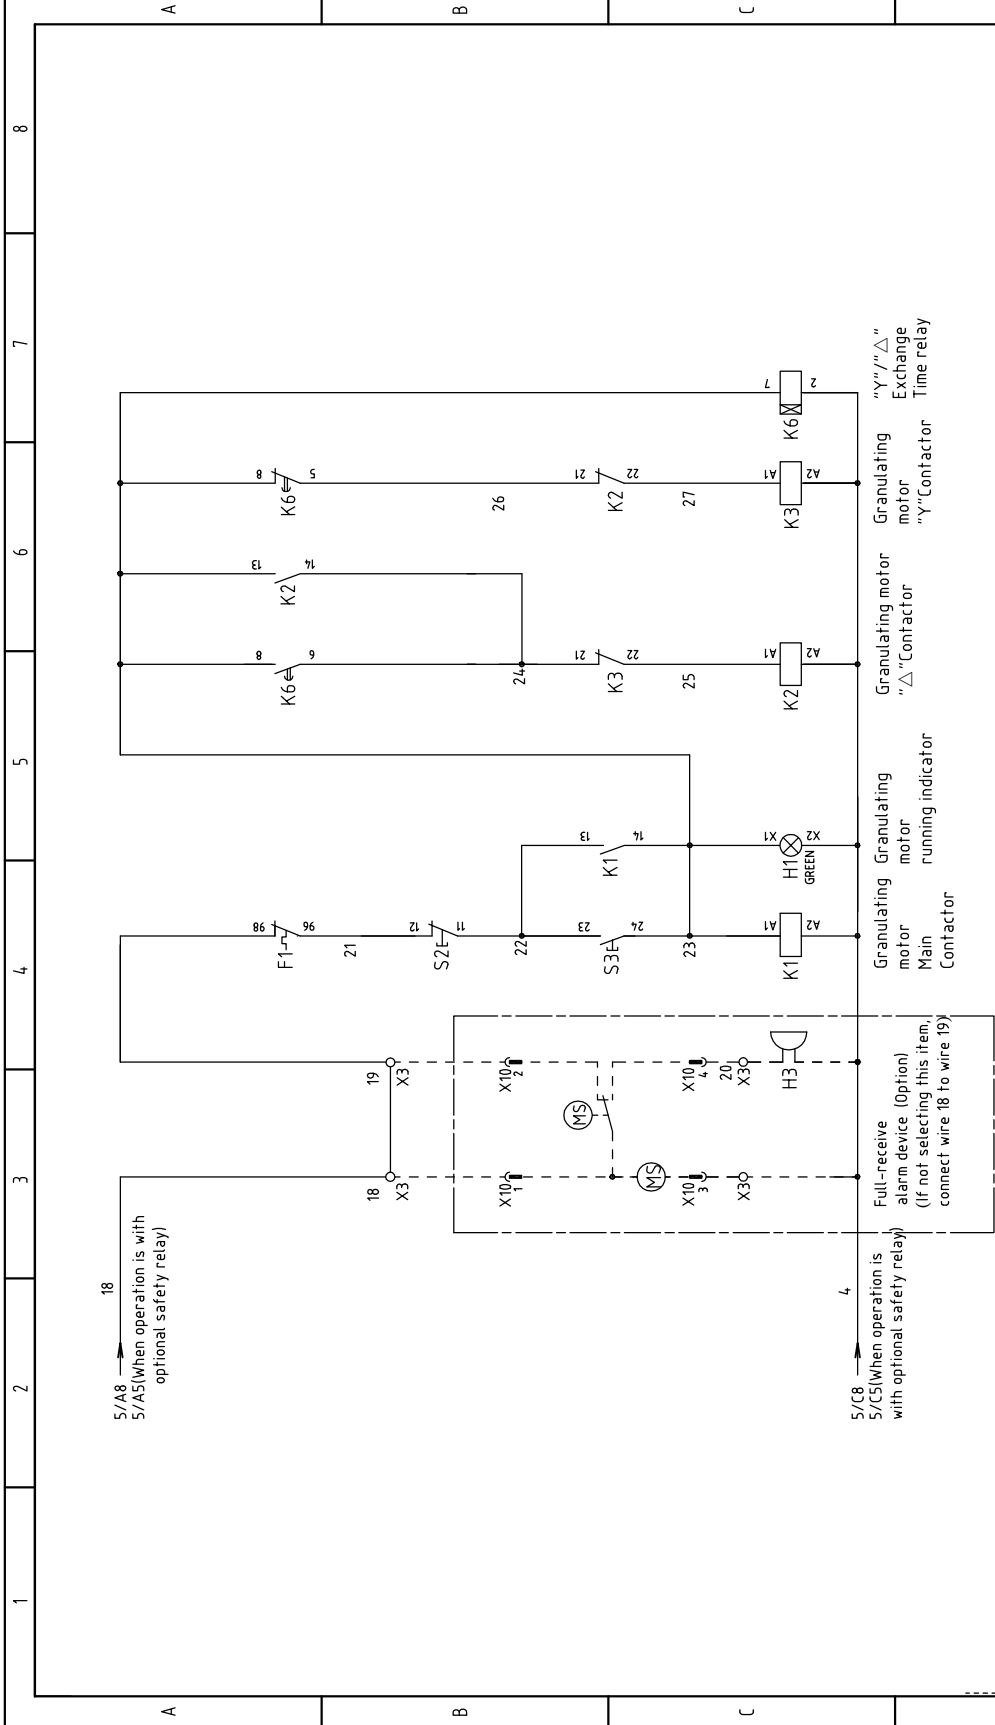 A
B
C
8
7
6
5
4
3
2
1
"Y"/"△"
Exchange
Time relay
7
2
K6
Granulating
motor
"Y"Contactor
8
5
K6
26
21
22
K2
27
A1
A2
K3
13
14
K2
Granulating motor
"△"Contactor
8
6
K6
24
21
22
K3
25
A1
A2
K2
Granulating
motor
running indicator
13
14
K1
X1
X2
H1
GREEN
Granulating
motor
Main
Contactor
98
96
F1
21
12
11
S2
22
23
24
S3
23
A1
A2
K1
19
X3
X10
2
X10
4
20
X3
H3
MS
18
X3
X10
1
MS
X10
3
X3
Full-receive
alarm device (Option)
(If not selecting this item,
connect wire 18 to wire 19)
18
5/A8
5/A5(When operation is with
optional safety relay)
4
5/C8
5/C5(When operation is
with optional safety relay)
A
B
C